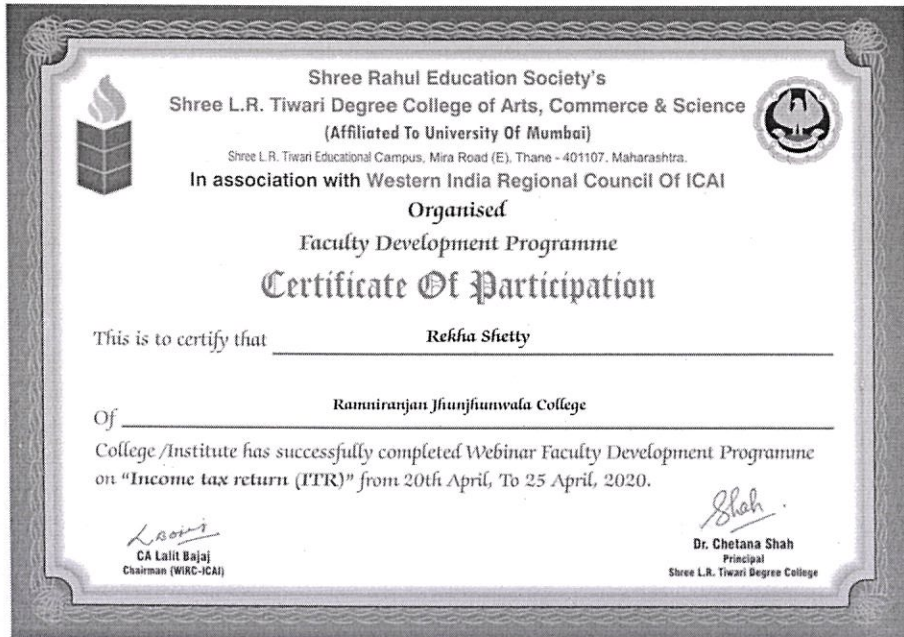 Shree Rahul Education Society's
Shree L.R. Tiwari Degree College of Arts, Commerce & Science
(Affiliated To University Of Mumbai)
Shree L.R. Tiwari Educational Campus, Mira Road (E), Thane - 401107, Maharashtra.
In association with Western India Regional Council Of ICAI
Organised
Faculty Development Programme
Certificate Of Participation
This is to certify that Rekha Shetty
Of Ramniranjan Jhunjhunwala College
College /Institute has successfully completed Webinar Faculty Development Programme
on "Income tax return (ITR)" from 20th April, To 25 April, 2020.
Shah
CA Lalit Bajaj
Chairman (WIRC-ICAI)
Dr. Chetana Shah
Principal
Shree L.R. Tiwari Degree College